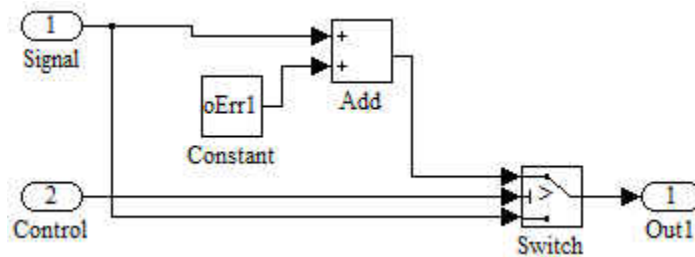 1
Signal
+
+
Add
oErr1
Constant
2
Control
>
Switch
1
Out1